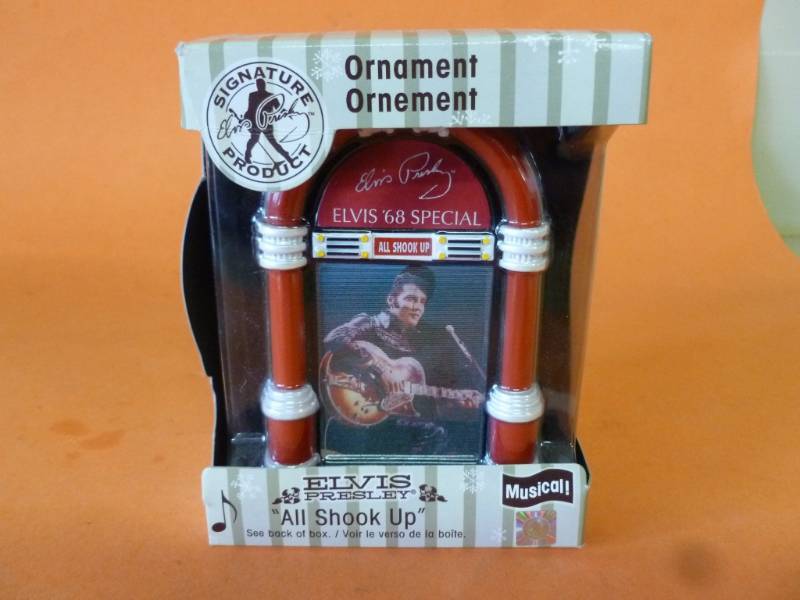 Ornament
Ornement
SIGNATURE
Elvis Presley™
PRODUCT
Elvis Presley
ELVIS '68 SPECIAL
ALL SHOOK UP
ELVIS
PRESLEY®
"All Shook Up"
See back of box. / Voir le verso de la boîte.
Musical!